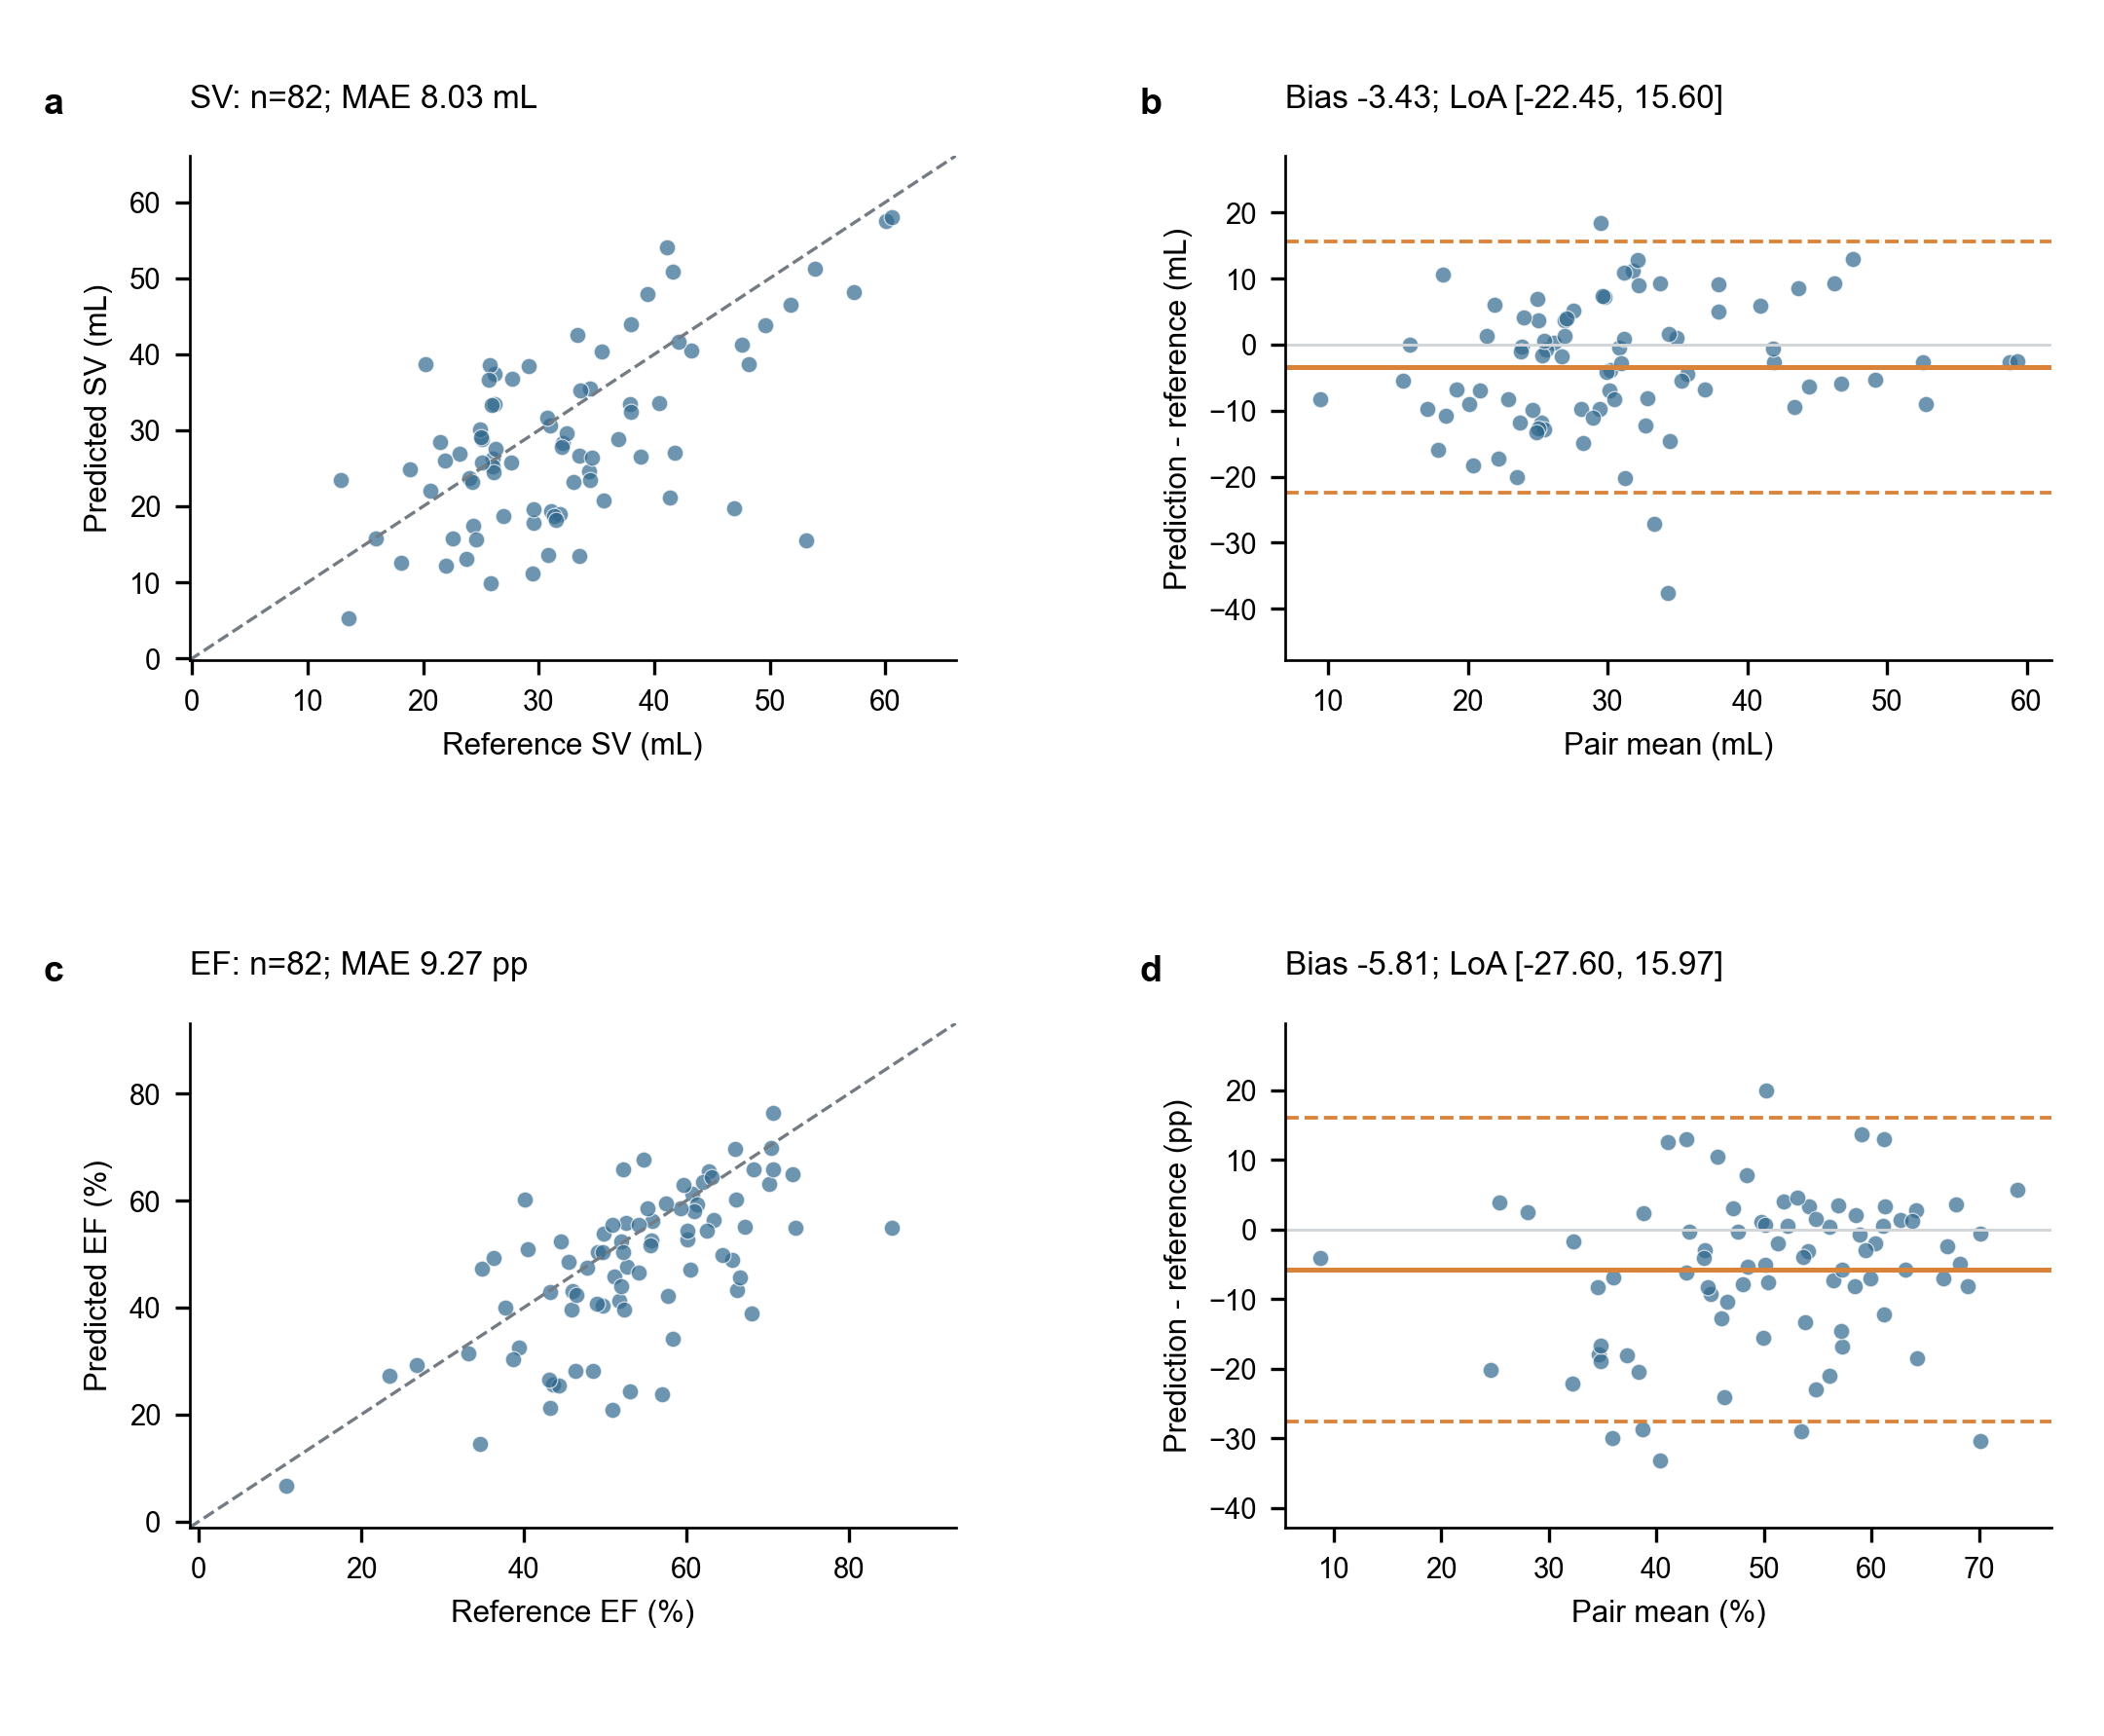 a
SV: n=82; MAE 8.03 mL
Predicted SV (mL)
60
50
40
30
20
10
0
0 10 20 30 40 50 60
Reference SV (mL)
b
Bias -3.43; LoA [-22.45, 15.60]
Prediction - reference (mL)
20
10
0
−10
−20
−30
−40
10 20 30 40 50 60
Pair mean (mL)
c
EF: n=82; MAE 9.27 pp
Predicted EF (%)
80
60
40
20
0
0 20 40 60 80
Reference EF (%)
d
Bias -5.81; LoA [-27.60, 15.97]
Prediction - reference (pp)
20
10
0
−10
−20
−30
−40
10 20 30 40 50 60 70
Pair mean (%)